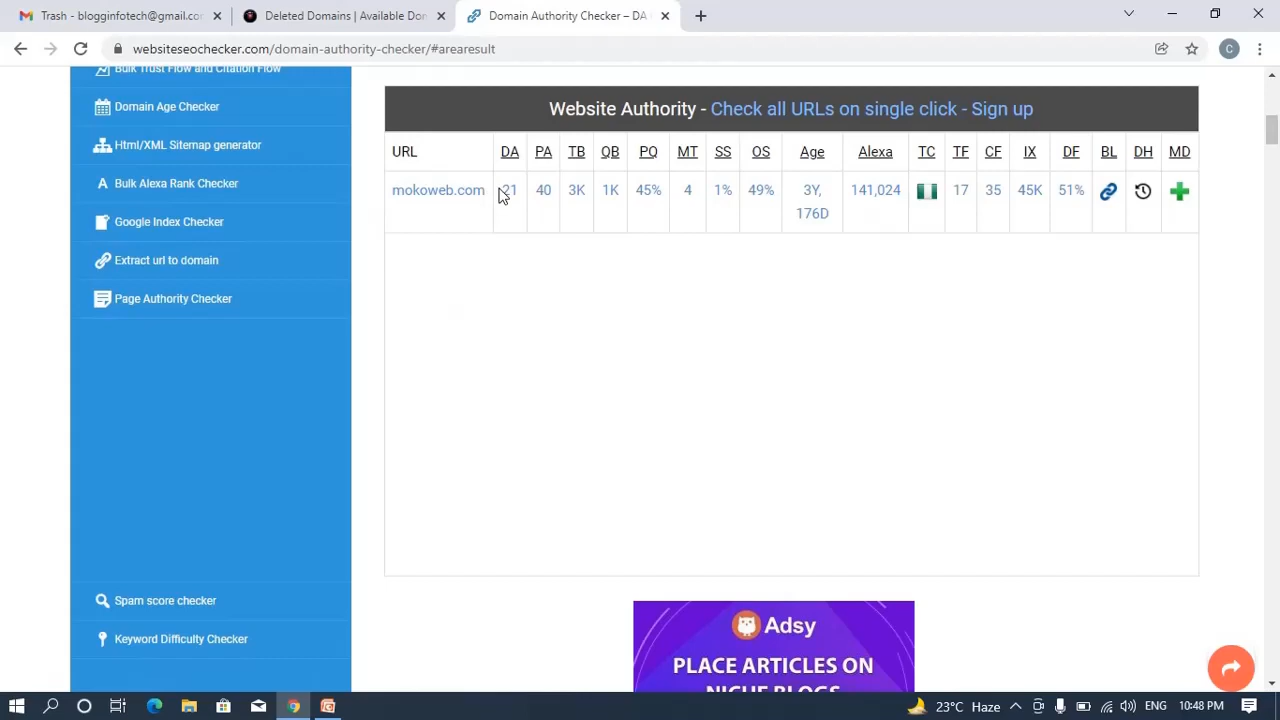 Trash - blogginfotech@gmail.co
Deleted Domains | Available Dom
Domain Authority Checker – DA
websiteseochecker.com/domain-authority-checker/#arearesult
C
Bulk Trust Flow and Citation Flow
Domain Age Checker
Html/XML Sitemap generator
A Bulk Alexa Rank Checker
Google Index Checker
Extract url to domain
Page Authority Checker
Spam score checker
Keyword Difficulty Checker
Website Authority - Check all URLs on single click - Sign up
URL DA PA TB QB PQ MT SS OS Age Alexa TC TF CF IX DF BL DH MD
mokoweb.com 21 40 3K 1K 45% 4 1% 49% 3Y, 141,024 17 35 45K 51%
176D
Adsy
PLACE ARTICLES ON
NICHE BLOGS
23°C Haze ENG 10:48 PM